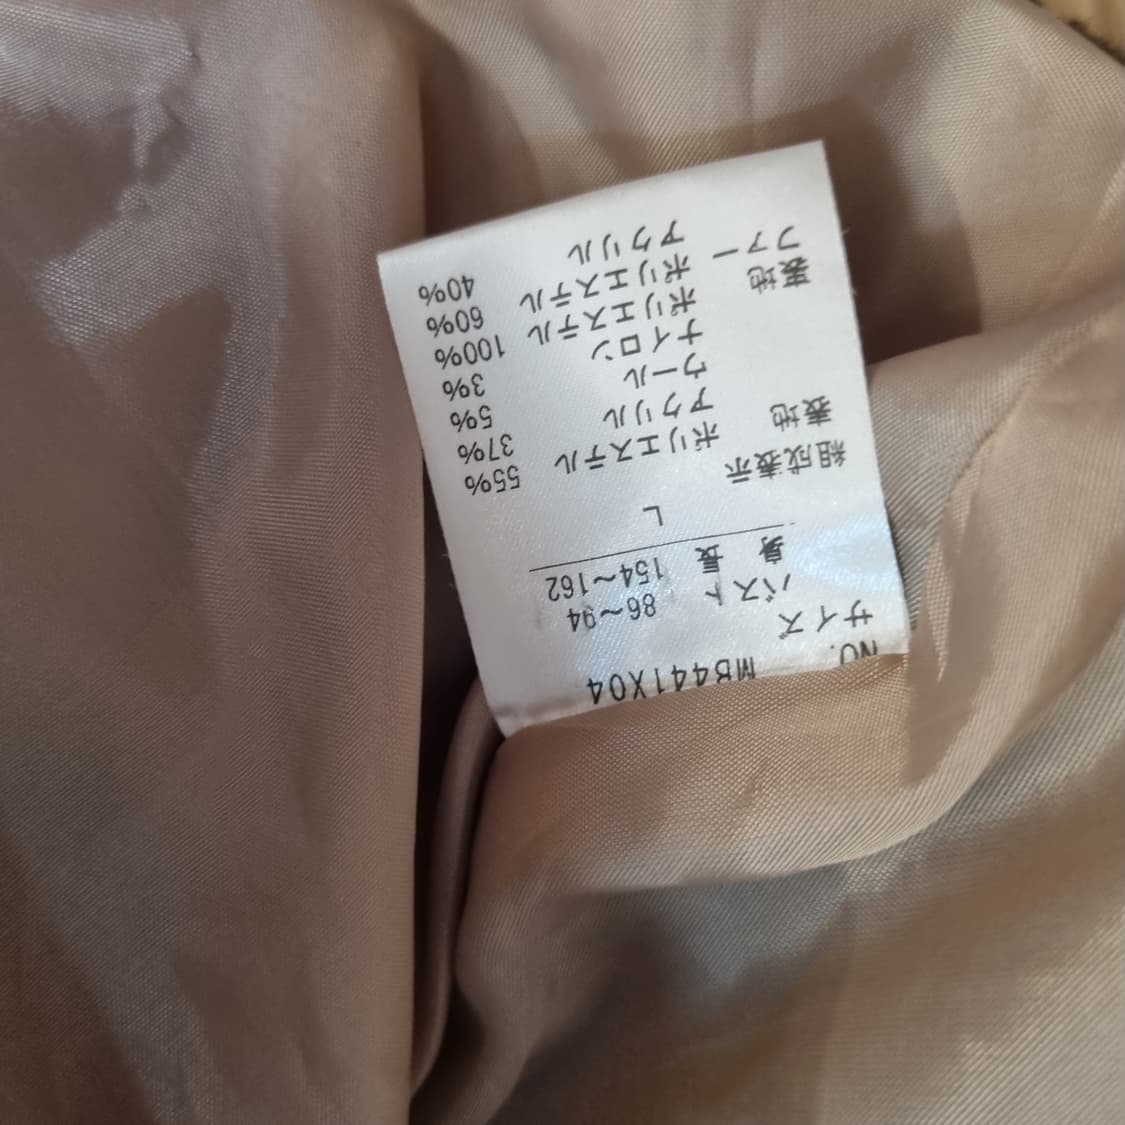 NO. MB441X04
サイズ
バスト 86〜94
身長 154〜162
L
組成表示
表地 ポリエステル 55%
アクリル 37%
ウール 5%
ナイロン 3%
裏地 ポリエステル 100%
ファー ポリエステル 60%
アクリル 40%